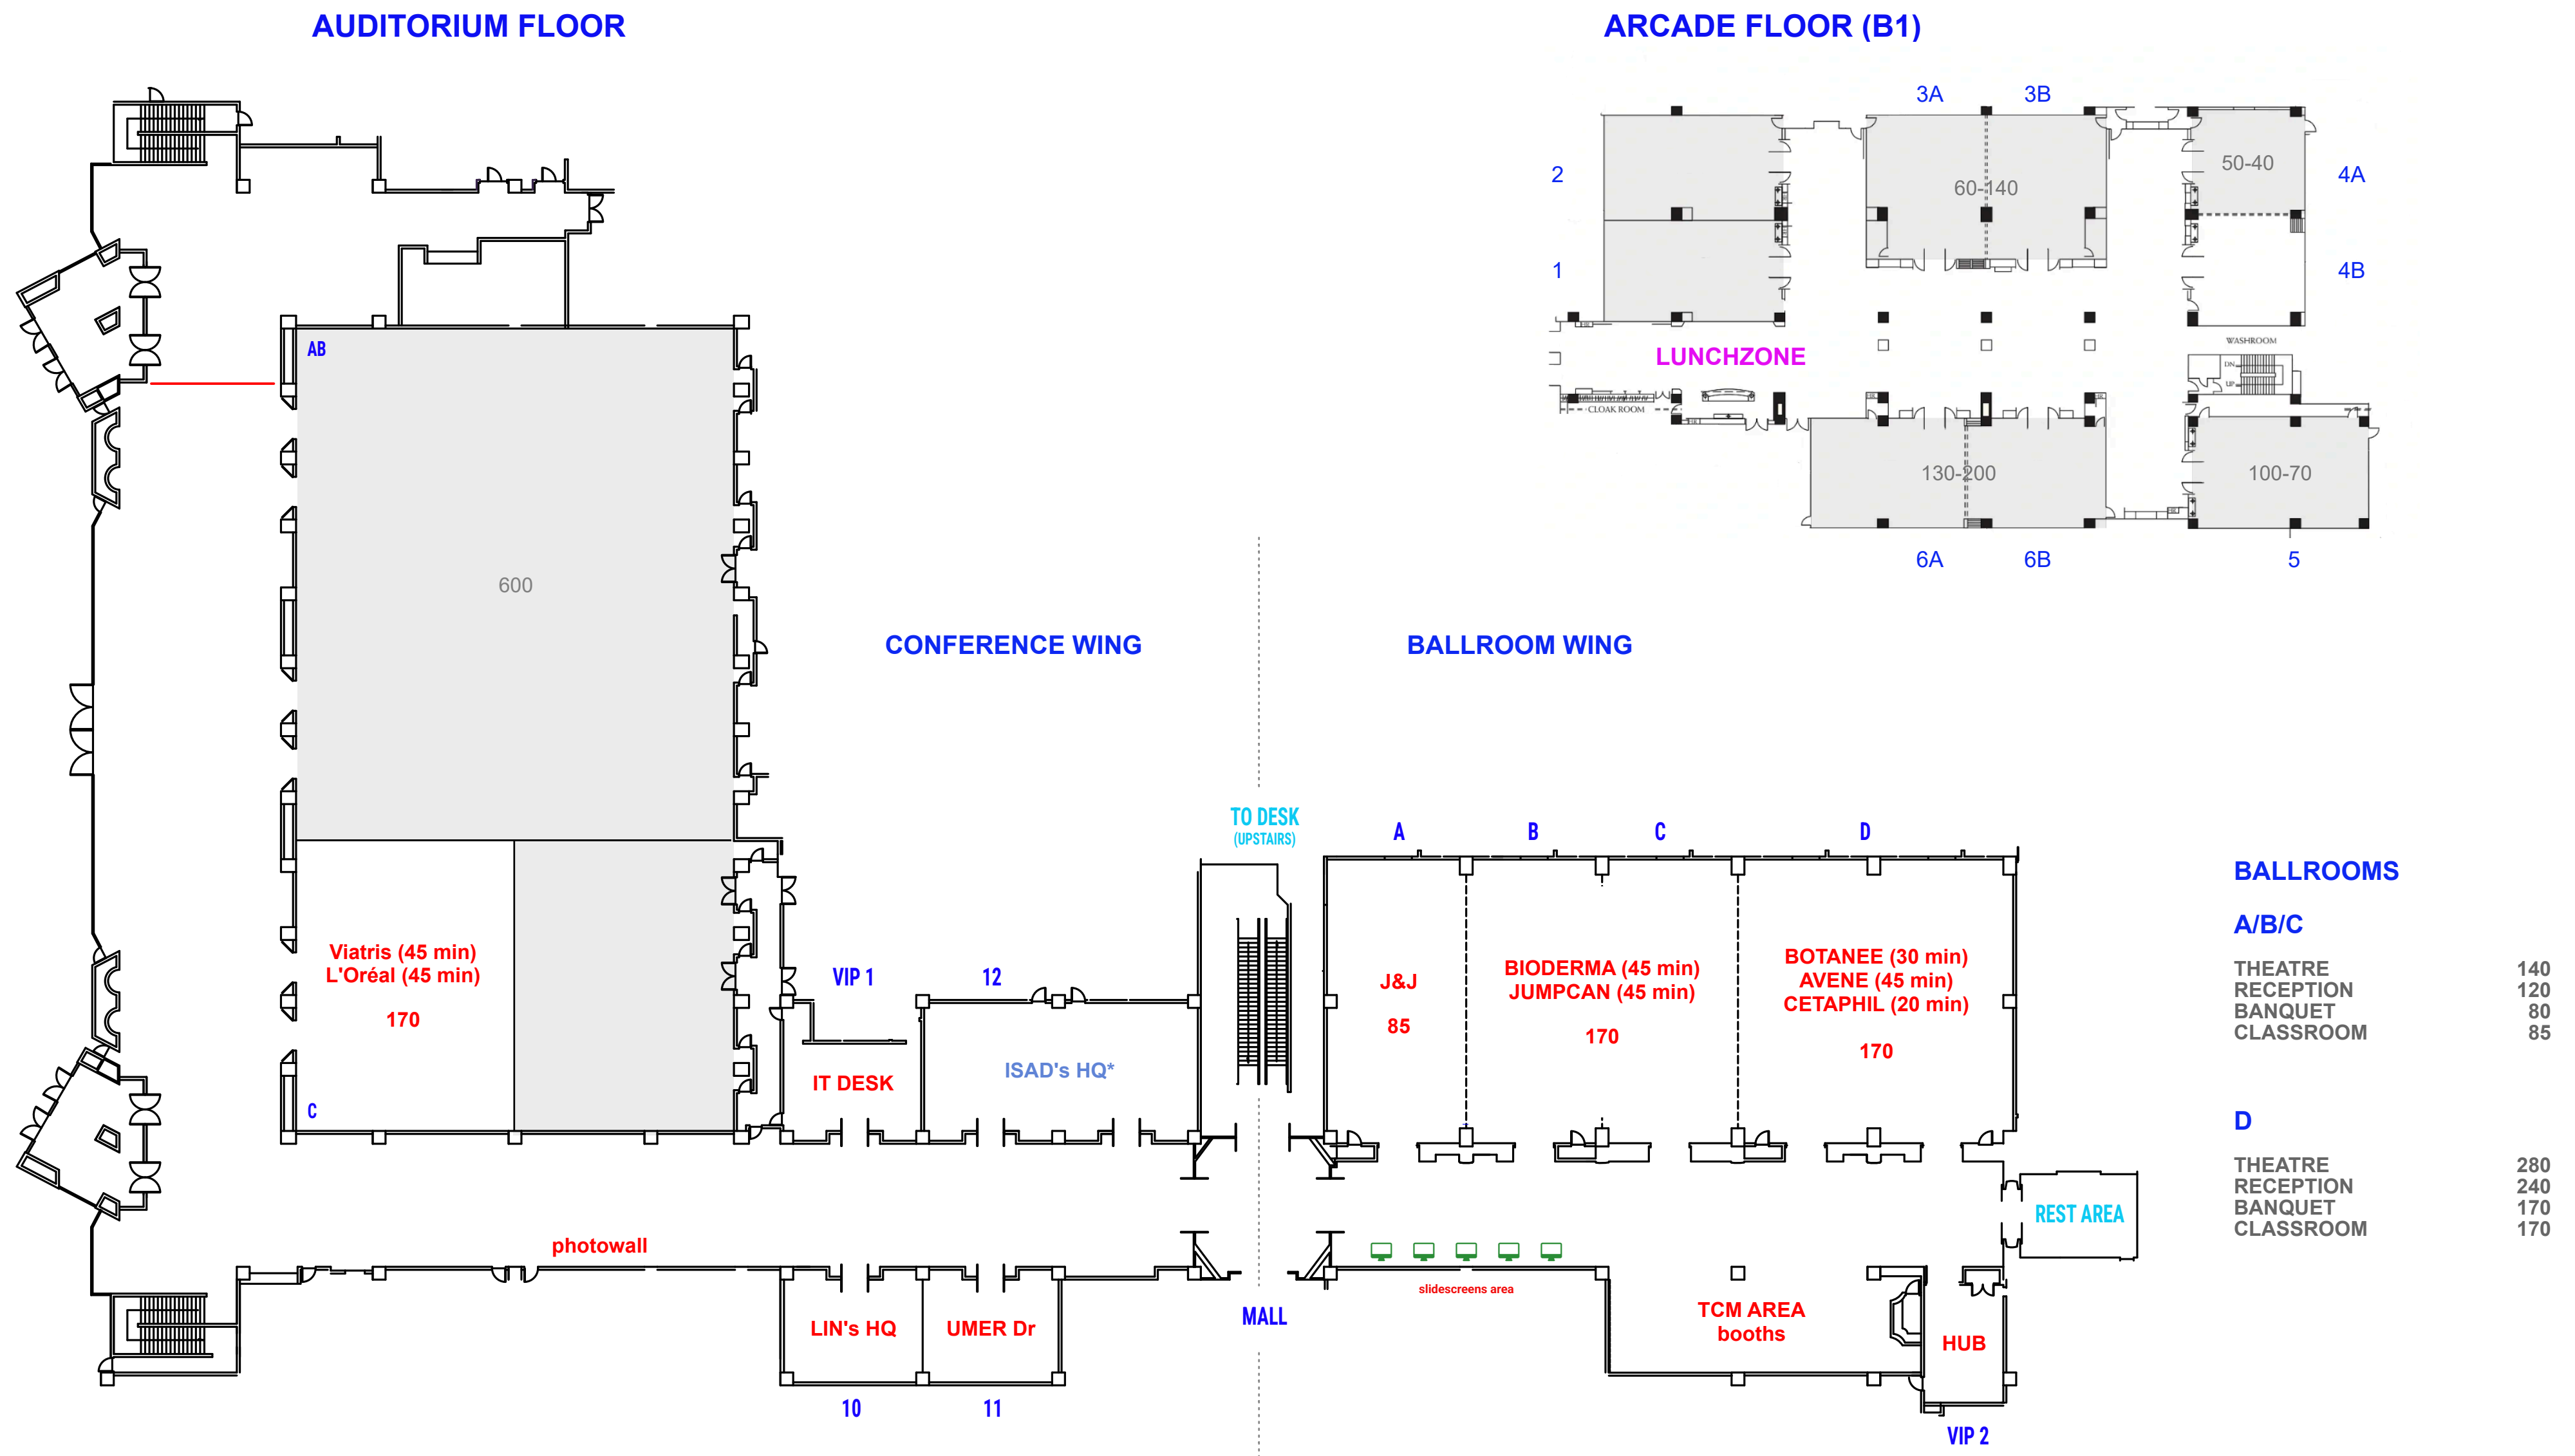 AUDITORIUM FLOOR
ARCADE FLOOR (B1)
3A
3B
2
60-140
50-40
4A
1
4B
WASHROOM
LUNCHZONE
DN
UP
CLOAK ROOM
130-200
100-70
6A
6B
5
AB
600
CONFERENCE WING
BALLROOM WING
TO DESK
(UPSTAIRS)
A
B
C
D
Viatris (45 min)
L'Oréal (45 min)
170
C
VIP 1
12
IT DESK
ISAD's HQ*
J&J
85
BIODERMA (45 min)
JUMPCAN (45 min)
170
BOTANEE (30 min)
AVENE (45 min)
CETAPHIL (20 min)
170
BALLROOMS
A/B/C
THEATRE 140
RECEPTION 120
BANQUET 80
CLASSROOM 85
D
THEATRE 280
RECEPTION 240
BANQUET 170
CLASSROOM 170
REST AREA
photowall
slidescreens area
MALL
LIN's HQ
UMER Dr
TCM AREA
booths
HUB
10
11
VIP 2